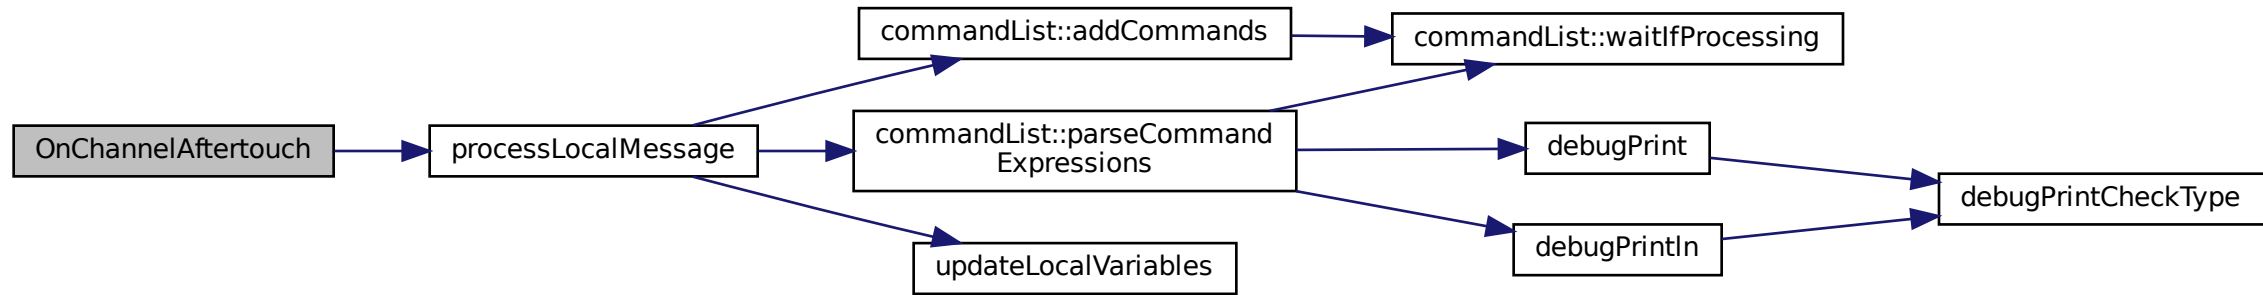 OnChannelAftertouch
processLocalMessage
commandList::addCommands
commandList::parseCommand
Expressions
updateLocalVariables
commandList::waitIfProcessing
debugPrint
debugPrintln
debugPrintCheckType